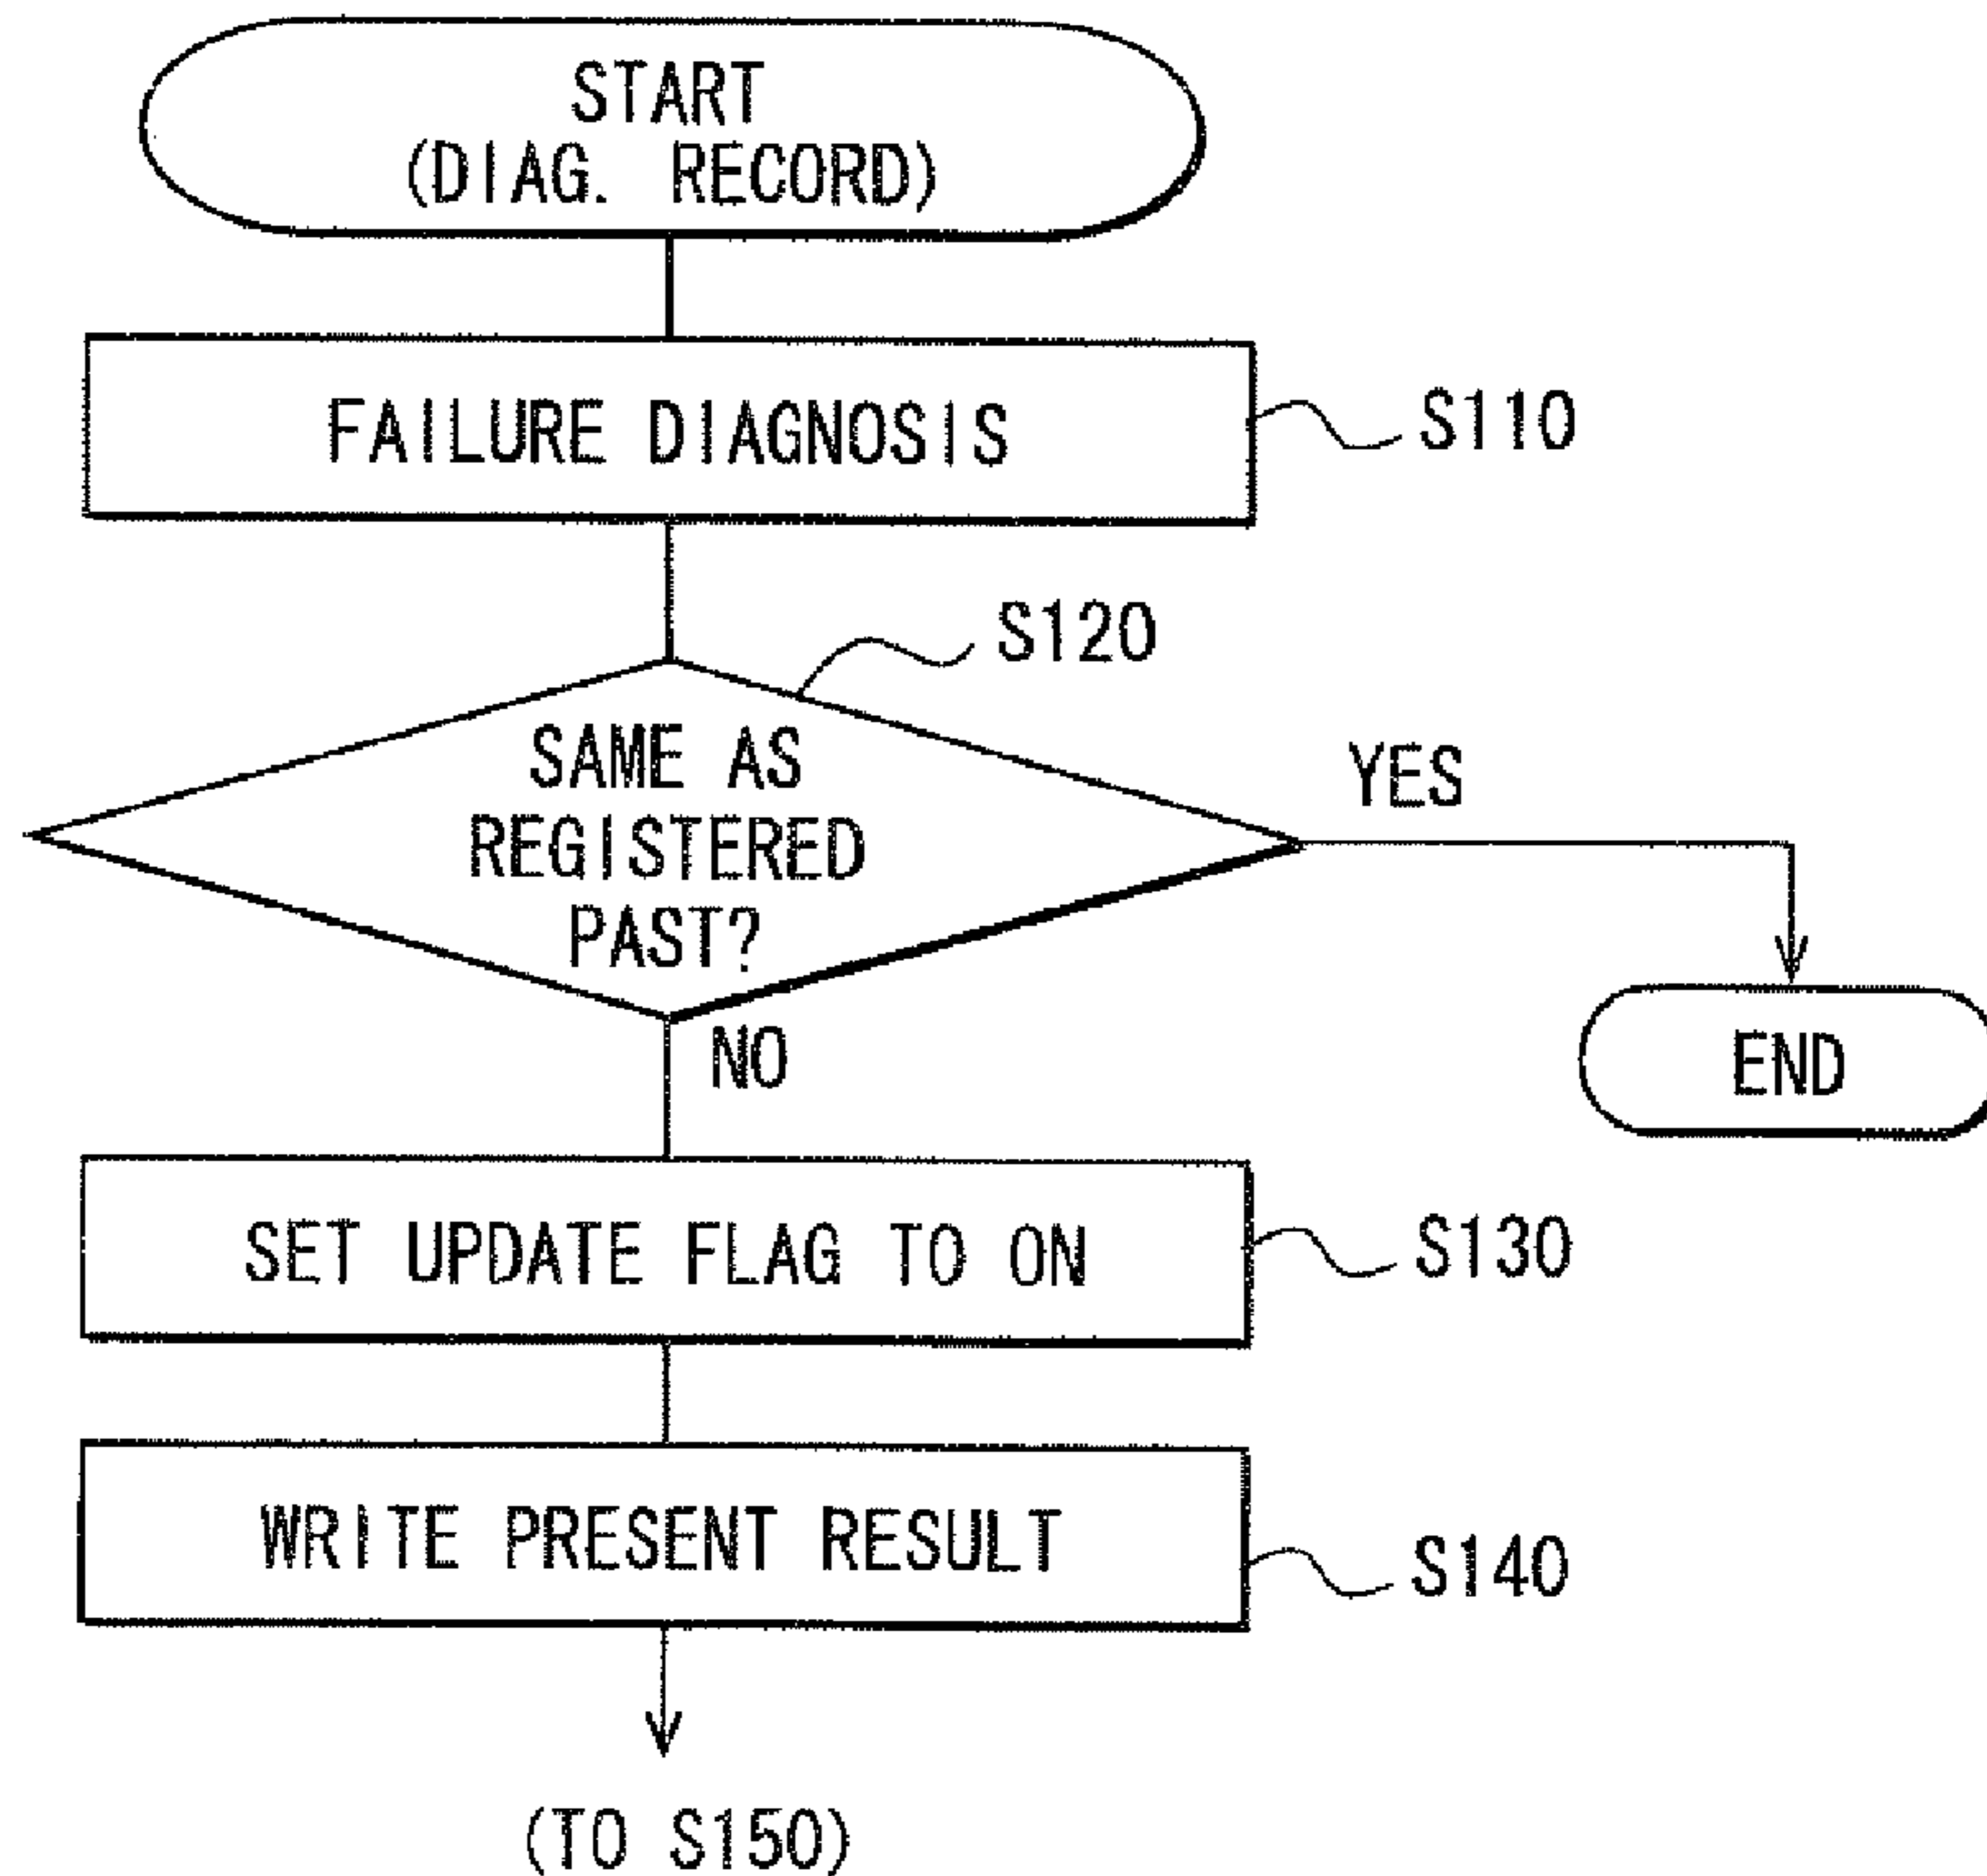 START
(DIAG. RECORD)
FAILURE DIAGNOSIS
S110
S120
SAME AS
REGISTERED
PAST?
YES
END
NO
SET UPDATE FLAG TO ON
S130
WRITE PRESENT RESULT
S140
(TO S150)